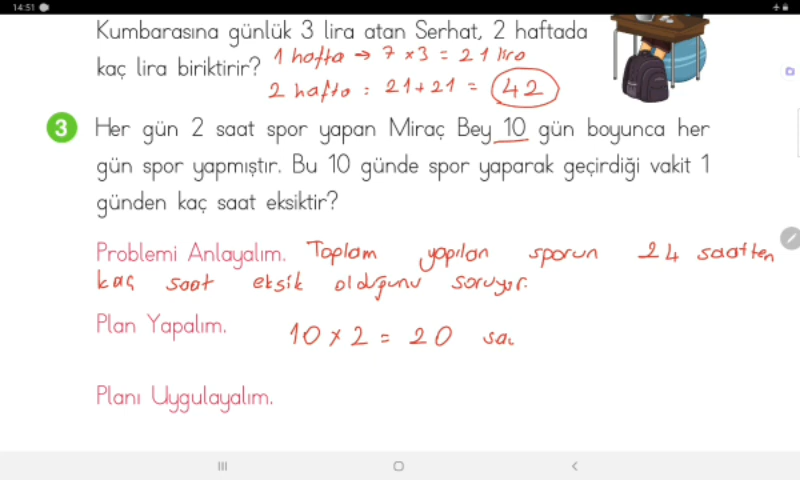 14:51
Kumbarasına günlük 3 lira atan Serhat, 2 haftada
kaç lira biriktirir? 1 hafta → 7 x 3 = 21 lira
2 hafta : 21 + 21 = 42
3 Her gün 2 saat spor yapan Miraç Bey 10 gün boyunca her
gün spor yapmıştır. Bu 10 günde spor yaparak geçirdiği vakit 1
günden kaç saat eksiktir?
Problemi Anlayalım. Toplam yapılan sporun 24 saatten
kaç saat eksik olduğunu soruyor.
Plan Yapalım. 10 x 2 = 20 sa
Planı Uygulayalım.